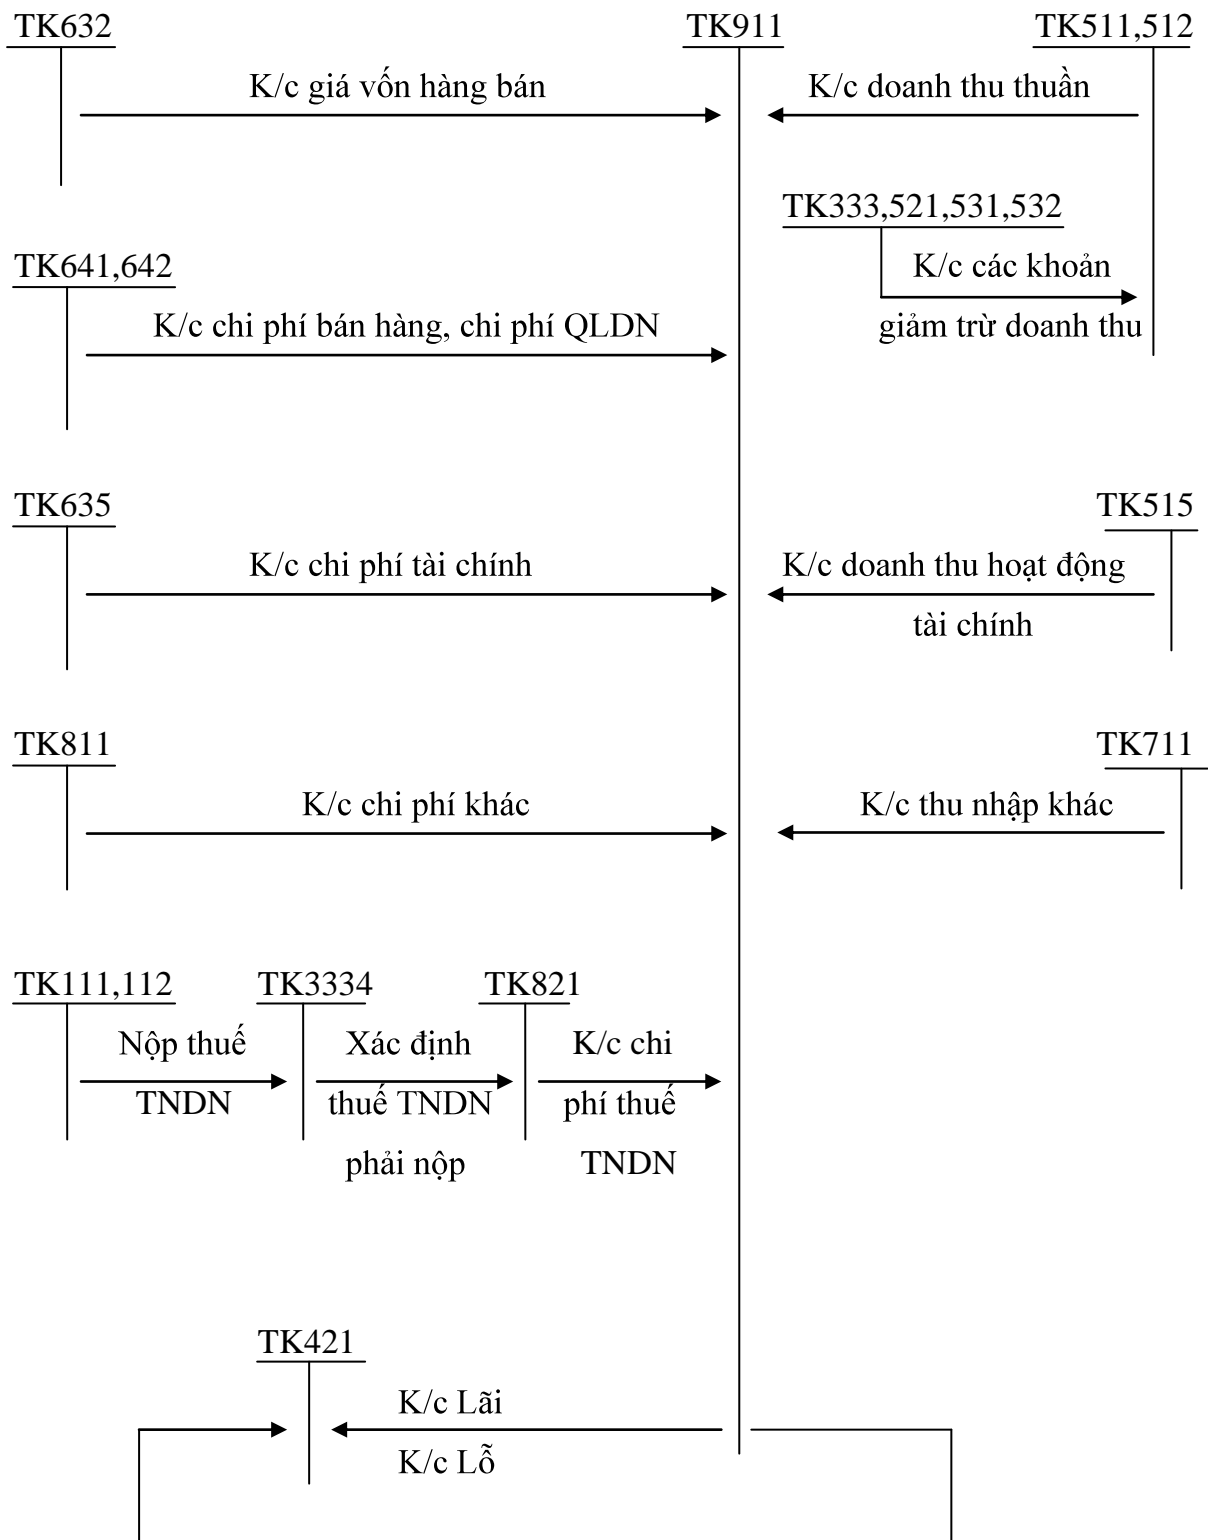 TK632 TK911 TK511,512
K/c giá vốn hàng bán K/c doanh thu thuần
TK333,521,531,532
TK641,642 K/c các khoản
K/c chi phí bán hàng, chi phí QLDN giảm trừ doanh thu
TK635 TK515
K/c chi phí tài chính K/c doanh thu hoạt động
tài chính
TK811 TK711
K/c chi phí khác K/c thu nhập khác
TK111,112 TK3334 TK821
Nộp thuế Xác định K/c chi
TNDN thuế TNDN phí thuế
phải nộp TNDN
TK421
K/c Lãi
K/c Lỗ